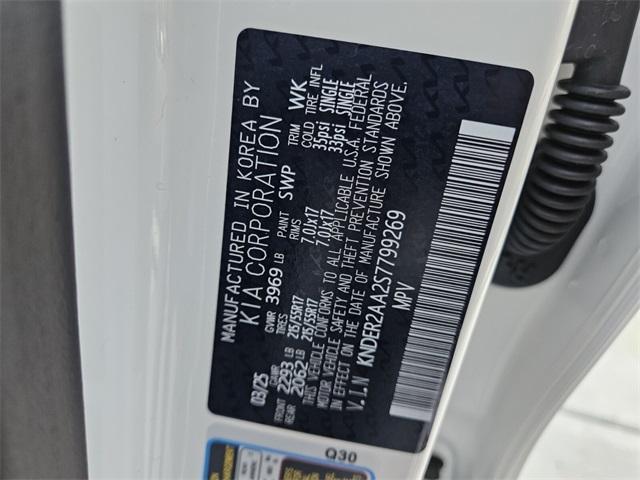 MANUFACTURED IN KOREA BY
KIA CORPORATION
03/25 GVWR 3969 LB PAINT SWP TRIM WK
GAWR TIRES RIMS COLD TIRE INFL
FRONT 2293 LB 215/55R17 7.0Jx17 35psi SINGLE
REAR 2062 LB 215/55R17 7.0Jx17 33psi SINGLE
THIS VEHICLE CONFORMS TO ALL APPLICABLE U.S.A. FEDERAL
MOTOR VEHICLE SAFETY AND THEFT PREVENTION STANDARDS
IN EFFECT ON THE DATE OF MANUFACTURE SHOWN ABOVE.
V.I.N KNDER2AA2S7799269
MPV
Q30